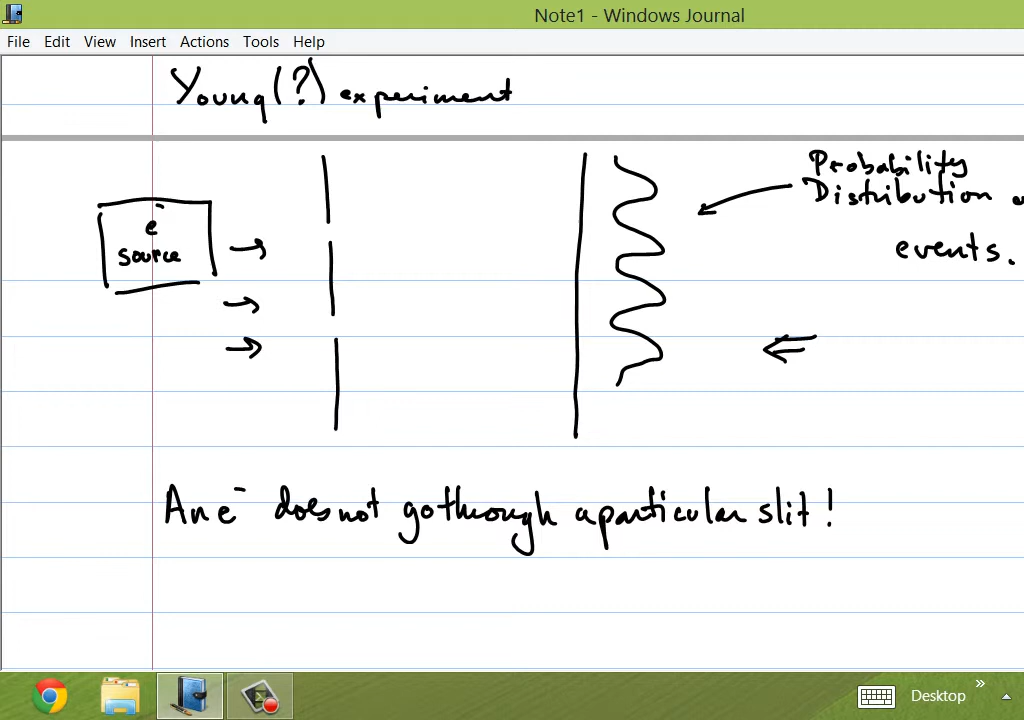 Note1 - Windows Journal
File Edit View Insert Actions Tools Help
Young(?) experiment
Probability
Distribution
events.
e⁻
source
An e⁻ does not go through a particular slit!
Desktop